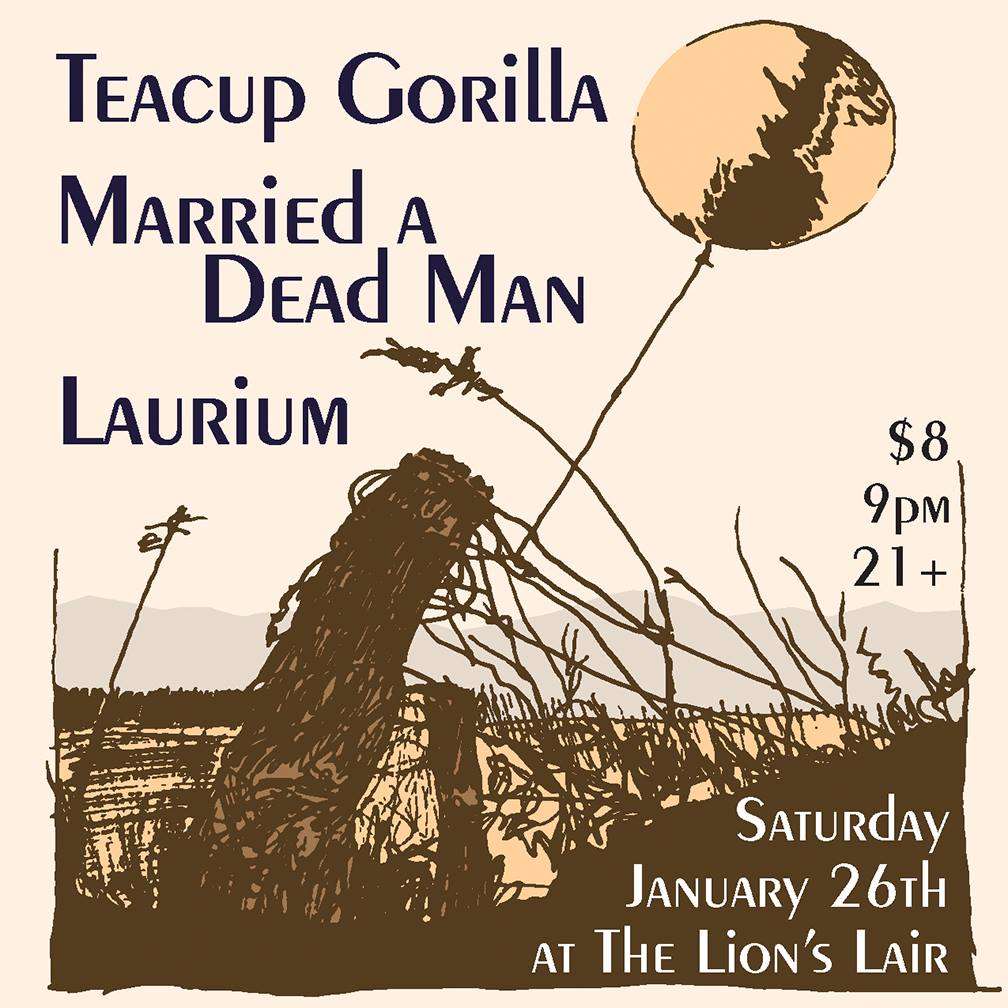 Teacup Gorilla
Married a
Dead Man
Laurium
$8
9pm
21+
Saturday
January 26th
at The Lion's Lair